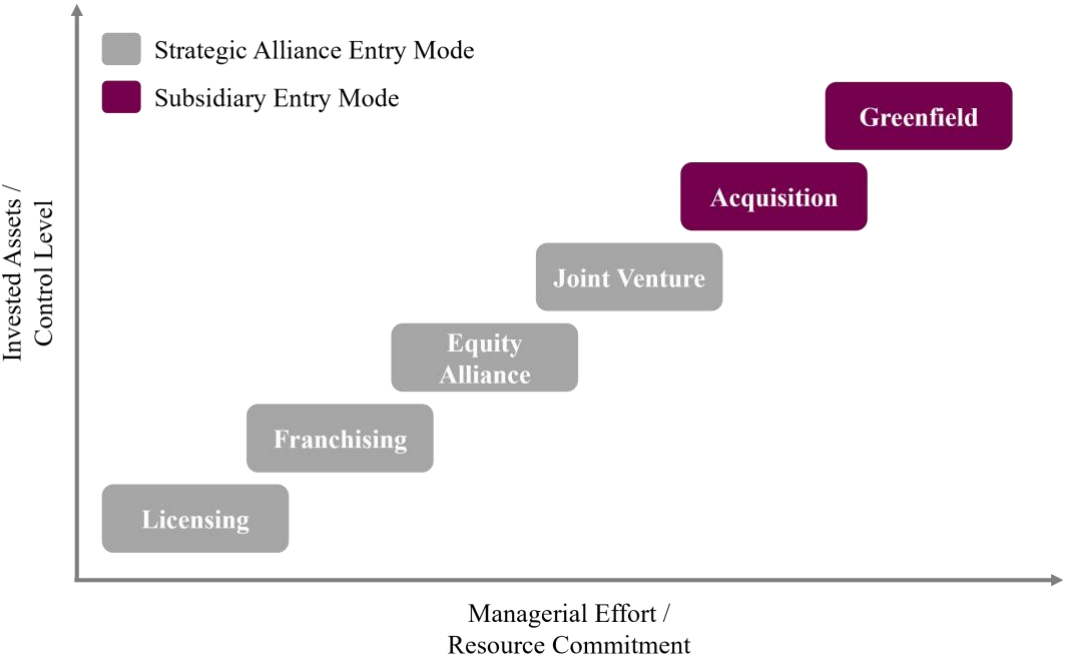 Strategic Alliance Entry Mode
Subsidiary Entry Mode
Greenfield
Acquisition
Joint Venture
Equity
Alliance
Franchising
Licensing
Invested Assets /
Control Level
Managerial Effort /
Resource Commitment